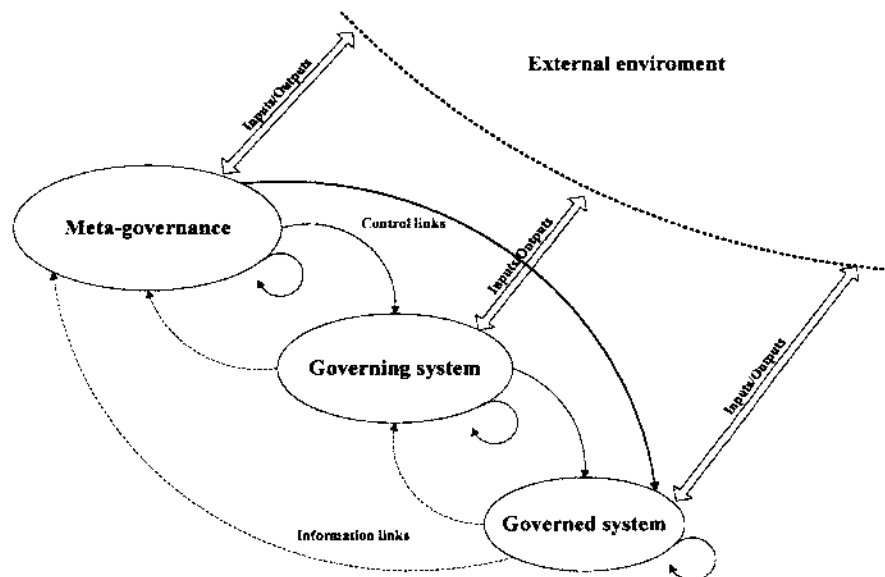 External enviroment
Inputs/Outputs
Meta-governance
Control links
Inputs/Outputs
Governing system
Inputs/Outputs
Governed system
Information links